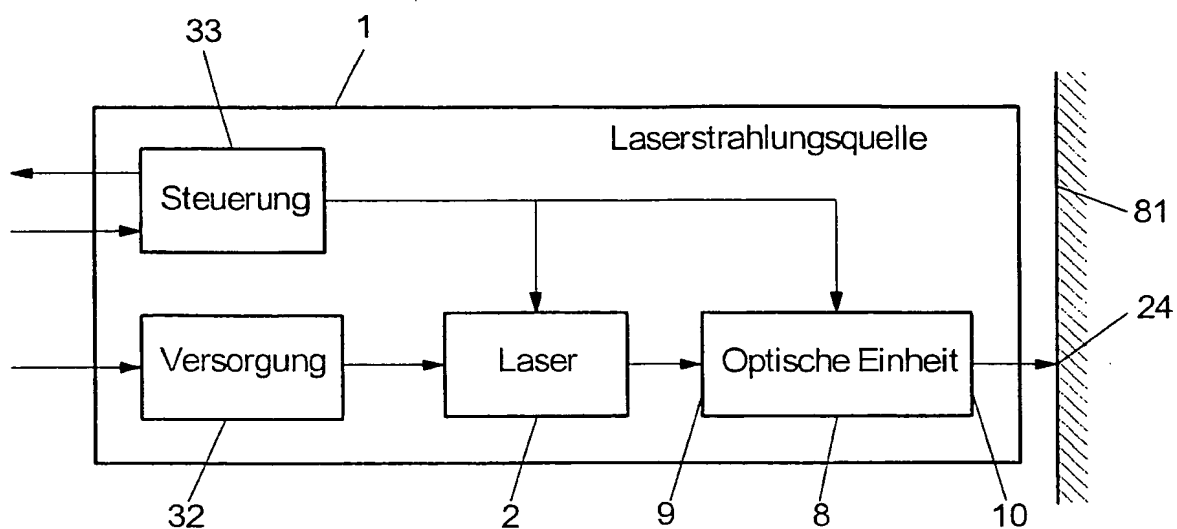 33
1
Laserstrahlungsquelle
Steuerung
81
24
Versorgung
Laser
Optische Einheit
32
2
9
8
10